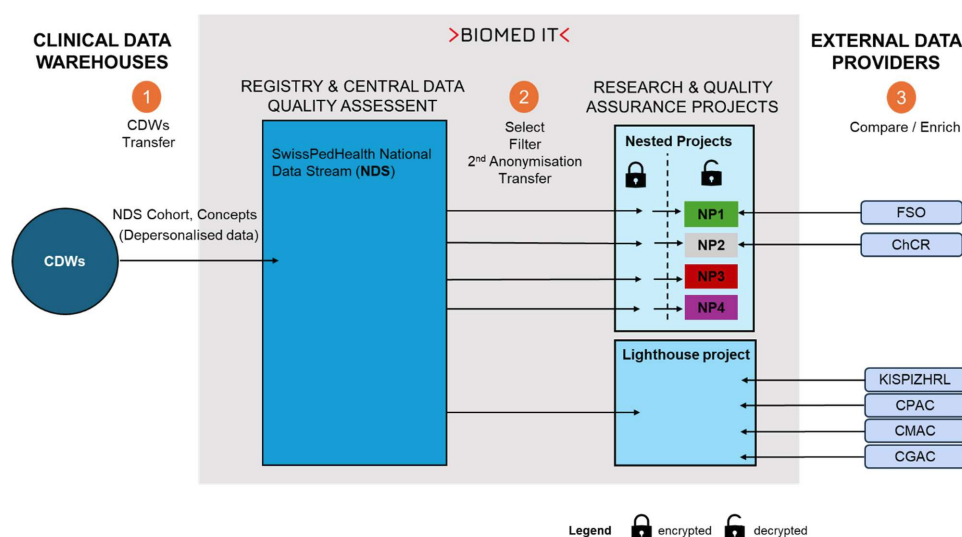 CLINICAL DATA
WAREHOUSES
1
CDWs
Transfer
NDS Cohort, Concepts
(Depersonalised data)
CDWs
>BIOMED IT<
REGISTRY & CENTRAL DATA
QUALITY ASSESSENT
SwissPedHealth National
Data Stream (NDS)
2
Select
Filter
2nd Anonymisation
Transfer
RESEARCH & QUALITY
ASSURANCE PROJECTS
Nested Projects
NP1
NP2
NP3
NP4
Lighthouse project
EXTERNAL DATA
PROVIDERS
3
Compare / Enrich
FSO
ChCR
KISPIZHRL
CPAC
CMAC
CGAC
Legend encrypted decrypted